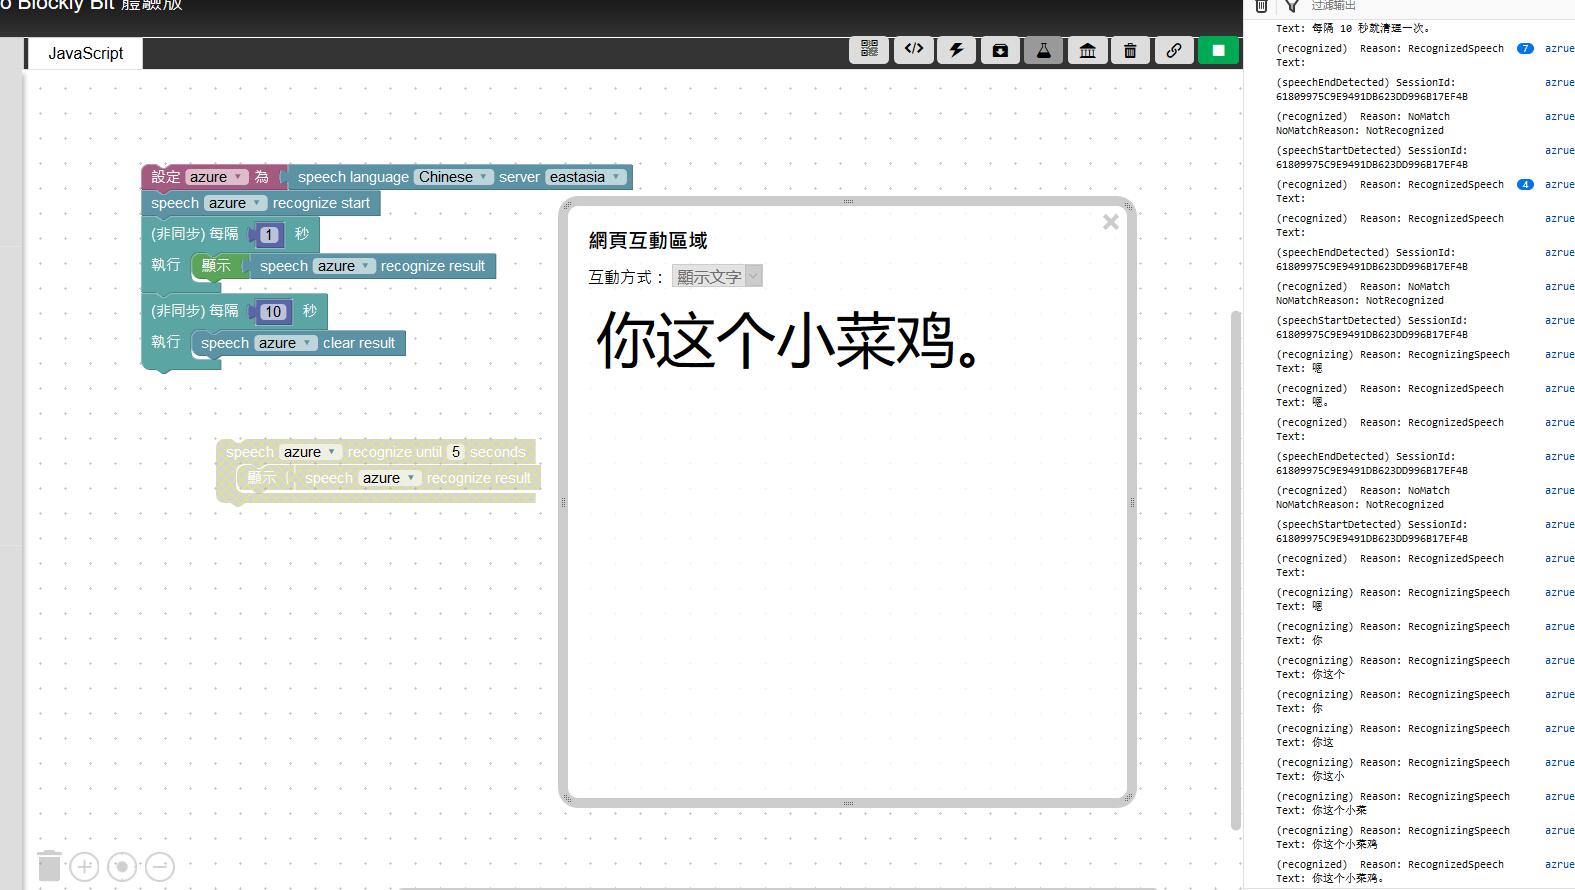 o Blockly Bit 體驗版
过滤输出
JavaScript
設定 azure 為 speech language Chinese server eastasia
speech azure recognize start
(非同步) 每隔 1 秒
執行 顯示 speech azure recognize result
(非同步) 每隔 10 秒
執行 speech azure clear result
speech azure recognize until 5 seconds
顯示 speech azure recognize result
網頁互動區域
互動方式： 顯示文字
你这个小菜鸡。
Text: 每隔 10 秒就清理一次。
(recognized) Reason: RecognizedSpeech 7 azrue
Text:
(speechEndDetected) SessionId: azrue
61809975C9E9491DB623DD996B17EF4B
(recognized) Reason: NoMatch azrue
NoMatchReason: NotRecognized
(speechStartDetected) SessionId: azrue
61809975C9E9491DB623DD996B17EF4B
(recognized) Reason: RecognizedSpeech 4 azrue
Text:
(recognized) Reason: RecognizedSpeech azrue
Text:
(speechEndDetected) SessionId: azrue
61809975C9E9491DB623DD996B17EF4B
(recognized) Reason: NoMatch azrue
NoMatchReason: NotRecognized
(speechStartDetected) SessionId: azrue
61809975C9E9491DB623DD996B17EF4B
(recognizing) Reason: RecognizingSpeech azrue
Text: 嗯
(recognized) Reason: RecognizedSpeech azrue
Text: 嗯。
(recognized) Reason: RecognizedSpeech azrue
Text:
(speechEndDetected) SessionId: azrue
61809975C9E9491DB623DD996B17EF4B
(recognized) Reason: NoMatch azrue
NoMatchReason: NotRecognized
(speechStartDetected) SessionId: azrue
61809975C9E9491DB623DD996B17EF4B
(recognized) Reason: RecognizedSpeech azrue
Text:
(recognizing) Reason: RecognizingSpeech azrue
Text: 嗯
(recognizing) Reason: RecognizingSpeech azrue
Text: 你
(recognizing) Reason: RecognizingSpeech azrue
Text: 你这个
(recognizing) Reason: RecognizingSpeech azrue
Text: 你
(recognizing) Reason: RecognizingSpeech azrue
Text: 你这
(recognizing) Reason: RecognizingSpeech azrue
Text: 你这小
(recognizing) Reason: RecognizingSpeech azrue
Text: 你这个小菜
(recognizing) Reason: RecognizingSpeech azrue
Text: 你这个小菜鸡
(recognized) Reason: RecognizedSpeech azrue
Text: 你这个小菜鸡。